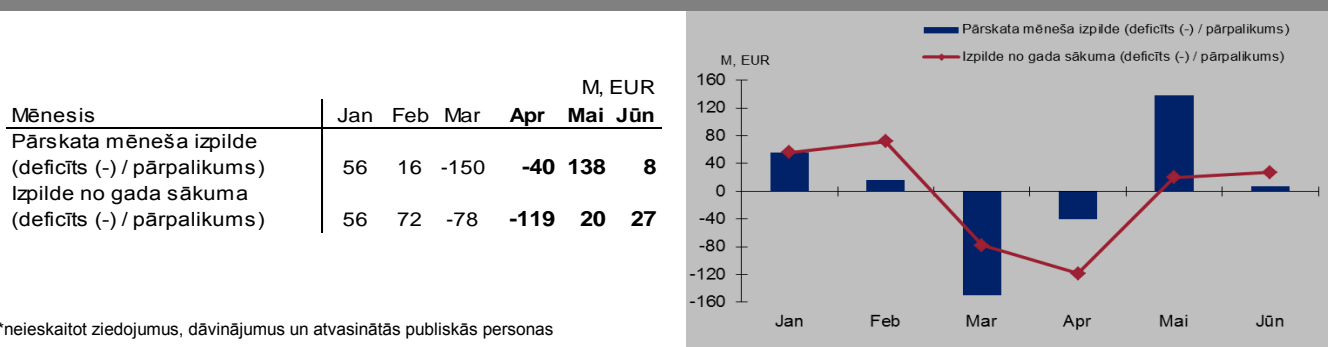 M, EUR
Mēnesis Jan Feb Mar Apr Mai Jūn
Pārskata mēneša izpilde
(deficīts (-) / pārpalikums) 56 16 -150 -40 138 8
Izpilde no gada sākuma
(deficīts (-) / pārpalikums) 56 72 -78 -119 20 27
*neieskaitot ziedojumus, dāvinājumus un atvasinātās publiskās personas
Pārskata mēneša izpilde (deficīts (-) / pārpalikums)
Izpilde no gada sākuma (deficīts (-) / pārpalikums)
M, EUR
160
120
80
40
0
-40
-80
-120
-160
Jan Feb Mar Apr Mai Jūn